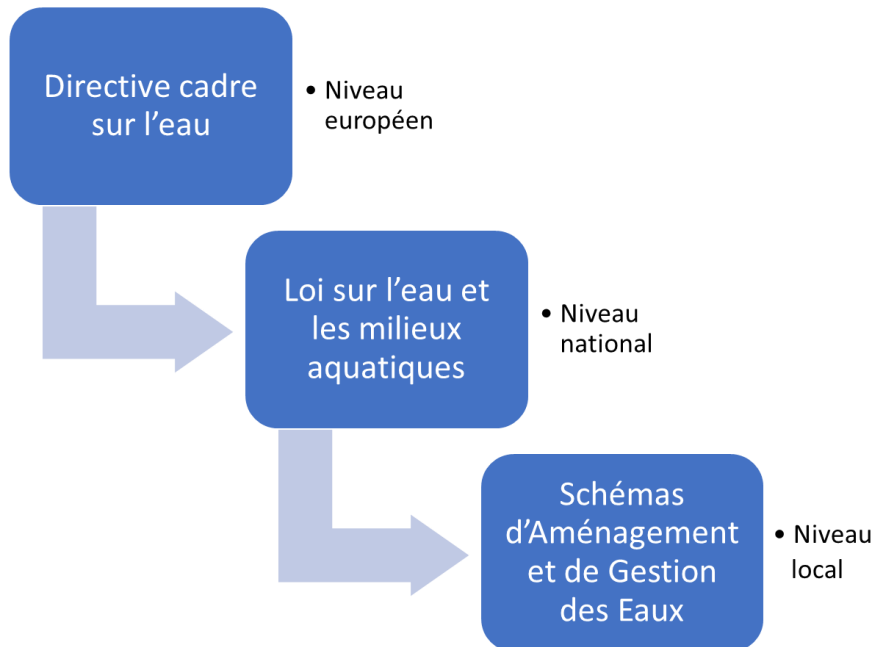 Directive cadre
sur l'eau
• Niveau
européen
Loi sur l'eau et
les milieux
aquatiques
• Niveau
national
Schémas
d'Aménagement
et de Gestion
des Eaux
• Niveau
local